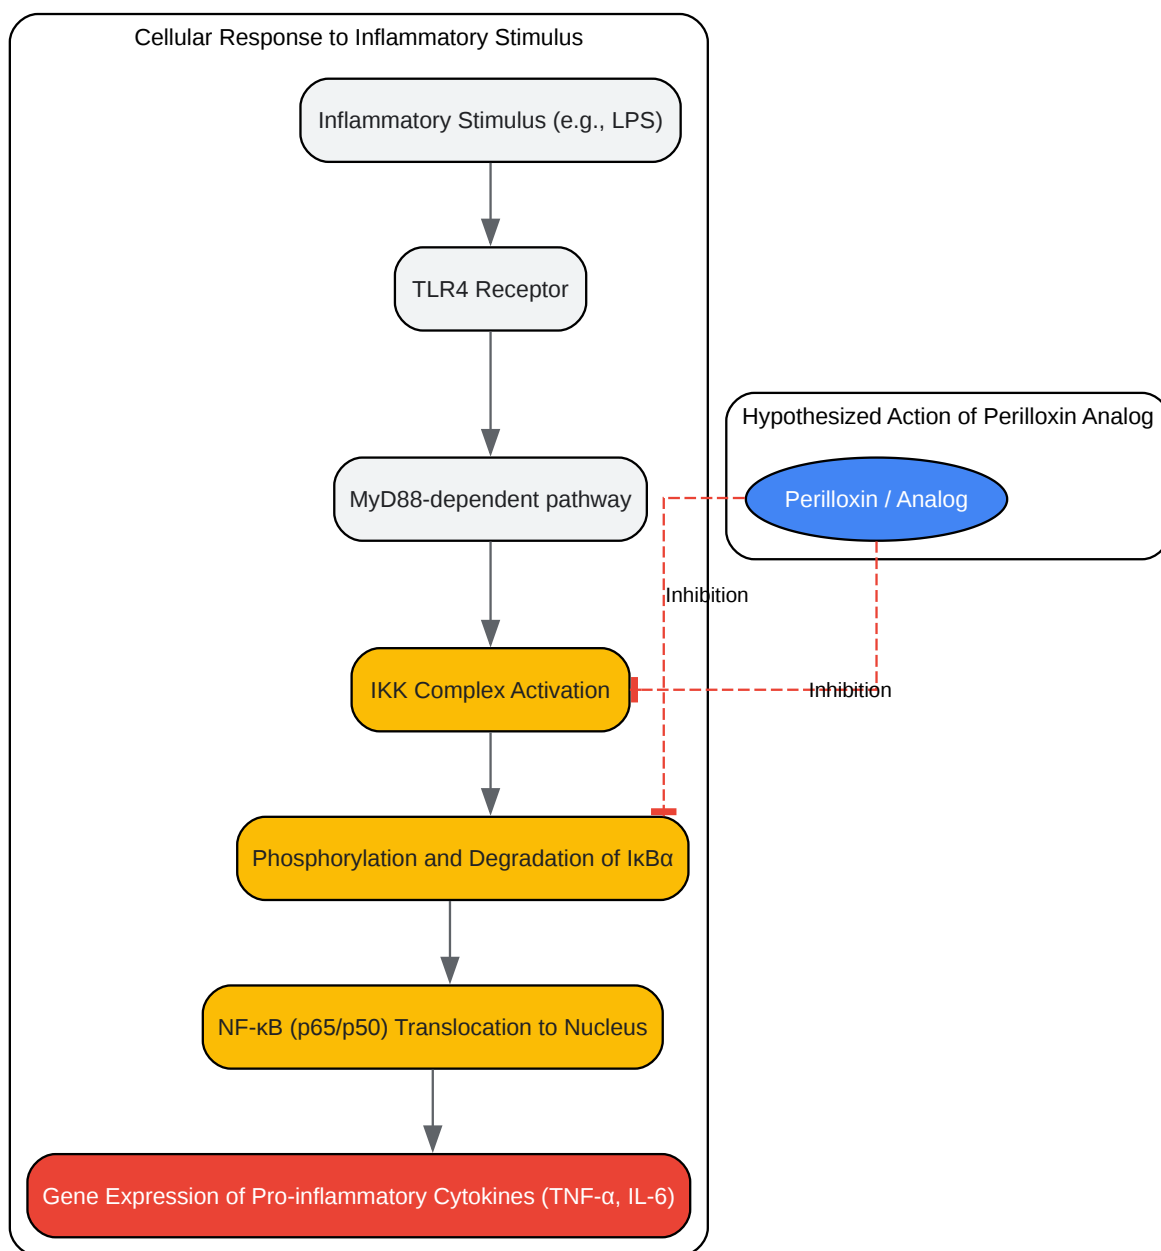 Cellular Response to Inflammatory Stimulus
Inflammatory Stimulus (e.g., LPS)
TLR4 Receptor
Hypothesized Action of Perilloxin Analog
MyD88-dependent pathway
Perilloxin / Analog
Inhibition
IKK Complex Activation
Inhibition
Phosphorylation and Degradation of IκBα
NF-κB (p65/p50) Translocation to Nucleus
Gene Expression of Pro-inflammatory Cytokines (TNF-α, IL-6)